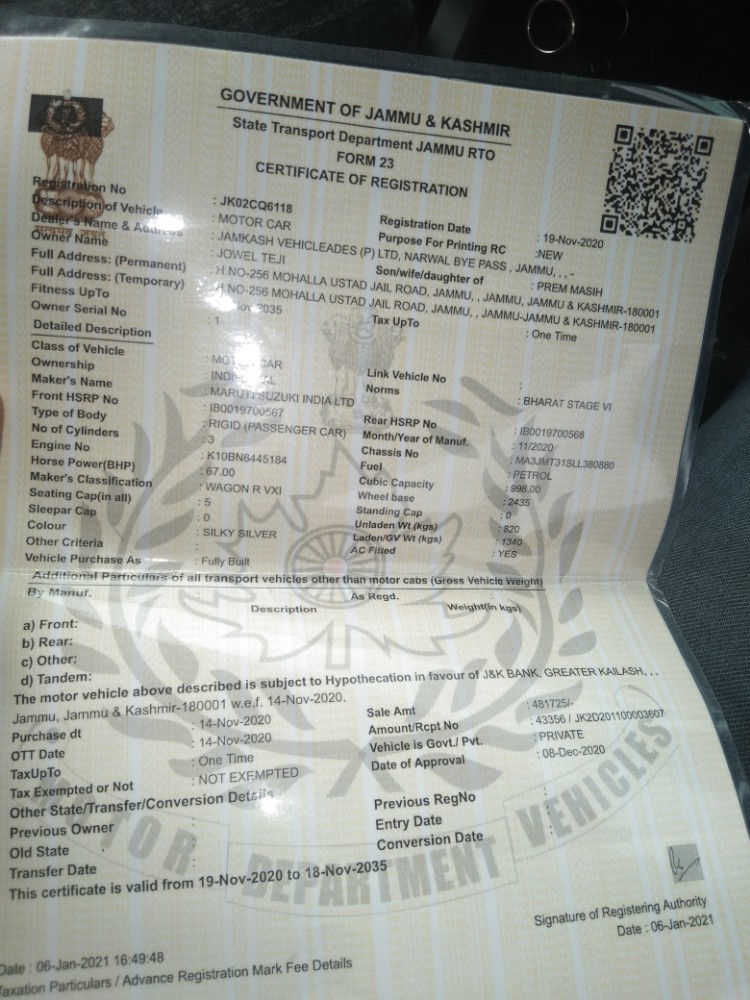 GOVERNMENT OF JAMMU & KASHMIR
State Transport Department JAMMU RTO
FORM 23
CERTIFICATE OF REGISTRATION
Registration No : JK02CQ6118 Registration Date : 19-Nov-2020
Description of Vehicle : MOTOR CAR Purpose For Printing RC :NEW
Dealer's Name & Address : JAMKASH VEHICLEADES (P) LTD, NARWAL BYE PASS , JAMMU, , , -
Owner Name : JOWEL TEJI Son/wife/daughter of : PREM MASIH
Full Address: (Permanent) : H.NO-256 MOHALLA USTAD JAIL ROAD, JAMMU, , JAMMU, JAMMU & KASHMIR-180001
Full Address: (Temporary) : H.NO-256 MOHALLA USTAD JAIL ROAD, JAMMU, , JAMMU-JAMMU & KASHMIR-180001
Fitness UpTo 2035 Tax UpTo : One Time
Owner Serial No : 1
Detailed Description
Class of Vehicle : MOTOR CAR Link Vehicle No :
Ownership : Norms : BHARAT STAGE VI
Maker's Name : MARUTI SUZUKI INDIA LTD
Front HSRP No : IB0019700567 Rear HSRP No : IB0019700568
Type of Body : RIGID (PASSENGER CAR) Month/Year of Manuf. : 11/2020
No of Cylinders : 3 Chassis No : MA3JMT31SLL380880
Engine No : K10BN8445184 Fuel : PETROL
Horse Power(BHP) : 67.00 Cubic Capacity : 998.00
Maker's Classification : WAGON R VXI Wheel base : 2435
Seating Cap(in all) : 5 Standing Cap : 0
Sleepar Cap : 0 Unladen Wt (kgs) : 820
Colour : SILKY SILVER Laden/GV Wt (kgs) : 1340
Other Criteria : AC Fitted : YES
Vehicle Purchase As : Fully Built
Additional Particulars of all transport vehicles other than motor cabs (Gross Vehicle Weight)
By Manuf. : As Regd. :
Description Weight(in kgs)
a) Front:
b) Rear:
c) Other:
d) Tandem:
The motor vehicle above described is subject to Hypothecation in favour of J&K BANK, GREATER KAILASH, , ,
Jammu, Jammu & Kashmir-180001 w.e.f. 14-Nov-2020.
Purchase dt : 14-Nov-2020 Sale Amt : 481725/-
OTT Date : 14-Nov-2020 Amount/Rcpt No : 43356 / JK2D201100003607
TaxUpTo : One Time Vehicle is Govt./ Pvt. : PRIVATE
Tax Exempted or Not : NOT EXEMPTED Date of Approval : 08-Dec-2020
Other State/Transfer/Conversion Details
Previous Owner : Previous RegNo :
Old State : Entry Date :
Transfer Date : Conversion Date :
This certificate is valid from 19-Nov-2020 to 18-Nov-2035
MOTOR DEPARTMENT VEHICLES
Signature of Registering Authority
Date : 06-Jan-2021
Date : 06-Jan-2021 16:49:48
Taxation Particulars / Advance Registration Mark Fee Details